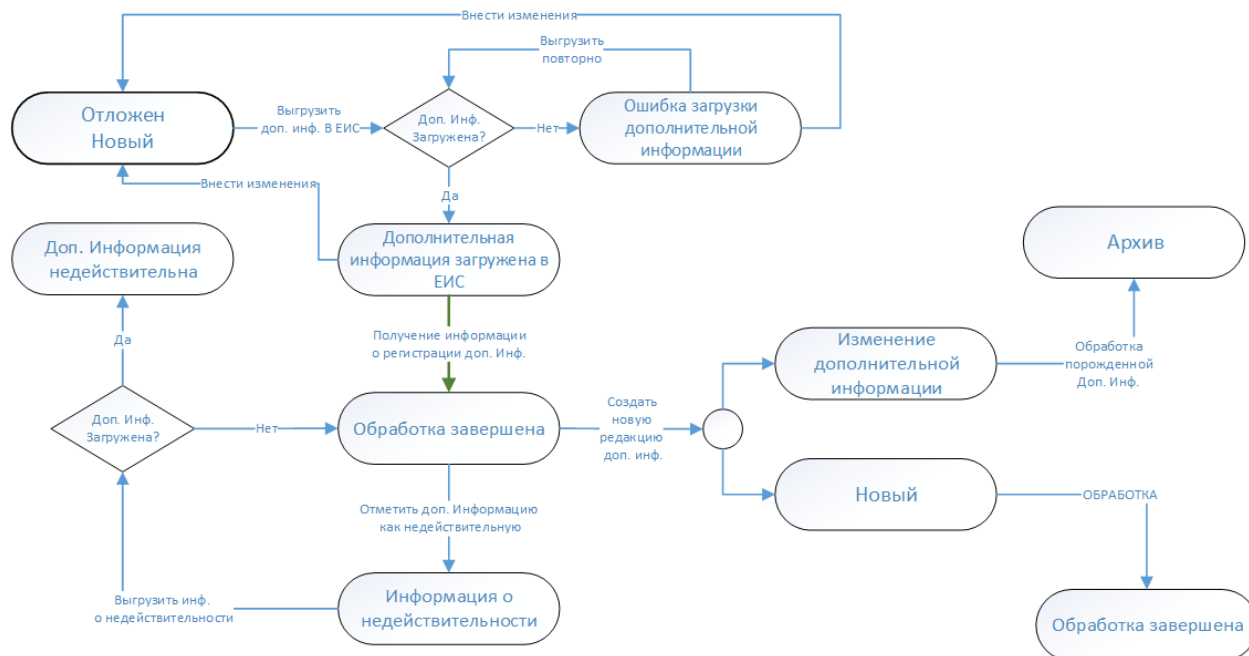 Внести изменения
Выгрузить
повторно
Отложен
Новый
Выгрузить
доп. инф. В ЕИС
Доп. Инф.
Загружена?
Нет
Ошибка загрузки
дополнительной
информации
Внести изменения
Да
Доп. Информация
недействительна
Дополнительная
информация загружена в
ЕИС
Архив
Получение информации
о регистрации доп. Инф.
Да
Изменение
дополнительной
информации
Обработка
порожденной
Доп. Инф.
Доп. Инф.
Загружена?
Нет
Обработка завершена
Создать
новую
редакцию
доп. инф.
Новый
ОБРАБОТКА
Отметить доп. Информацию
как недействительную
Выгрузить инф.
о недействительности
Информация о
недействительности
Обработка завершена